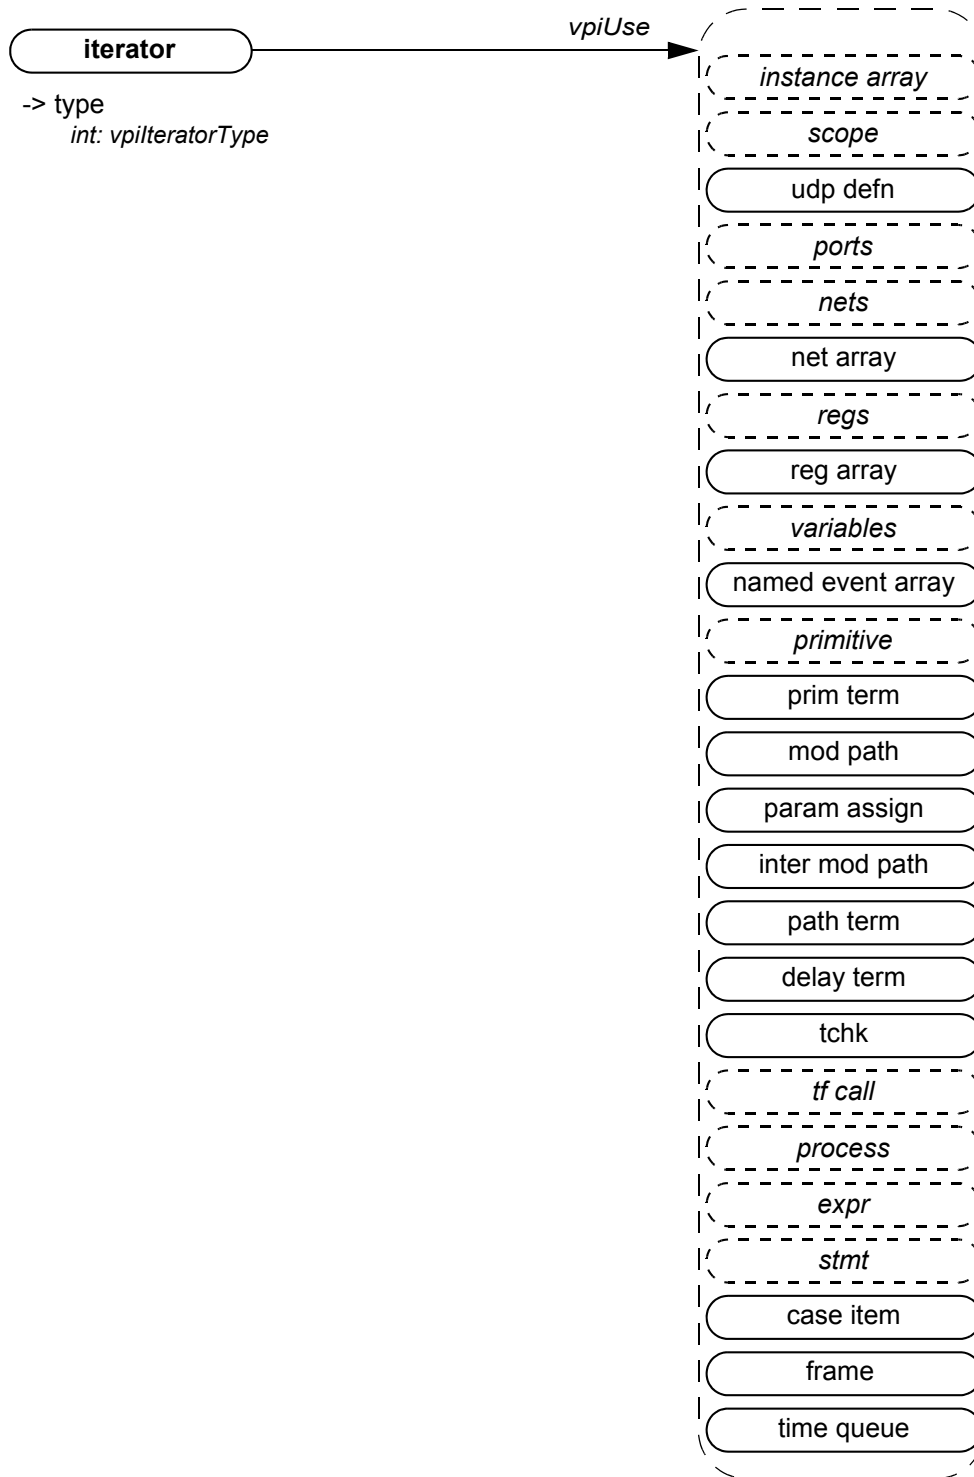 vpiUse
iterator
-> type
int: vpiIteratorType
instance array
scope
udp defn
ports
nets
net array
regs
reg array
variables
named event array
primitive
prim term
mod path
param assign
inter mod path
path term
delay term
tchk
tf call
process
expr
stmt
case item
frame
time queue